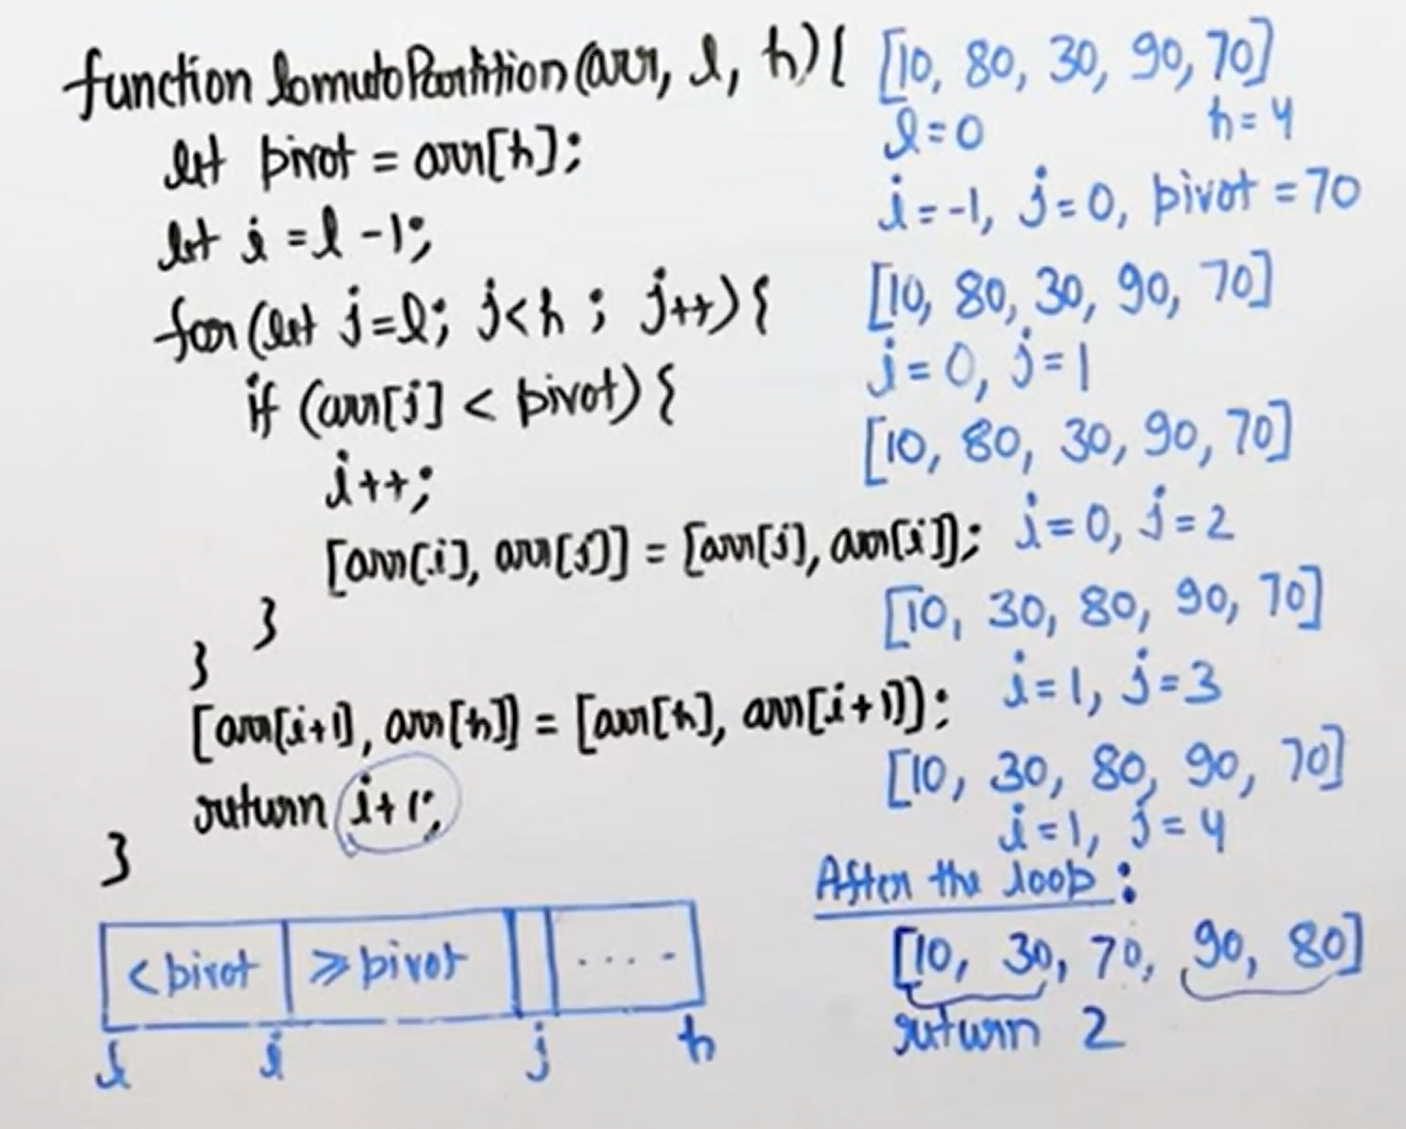 function lomutoPartition(arr, l, h){
let pivot = arr[h];
let i = l -1;
for(let j=l; j<h ; j++){
if (arr[j] < pivot) {
i++;
[arr[i], arr[j]] = [arr[j], arr[i]];
}
}
[arr[i+1], arr[h]] = [arr[h], arr[i+1]];
return i+1;
}
<pivot ≥pivot ....
l i j h
[10, 80, 30, 90, 70]
l=0 h=4
i=-1, j=0, pivot=70
[10, 80, 30, 90, 70]
i=0, j=1
[10, 80, 30, 90, 70]
i=0, j=2
[10, 30, 80, 90, 70]
i=1, j=3
[10, 30, 80, 90, 70]
i=1, j=4
After the loop:
[10, 30, 70, 90, 80]
return 2